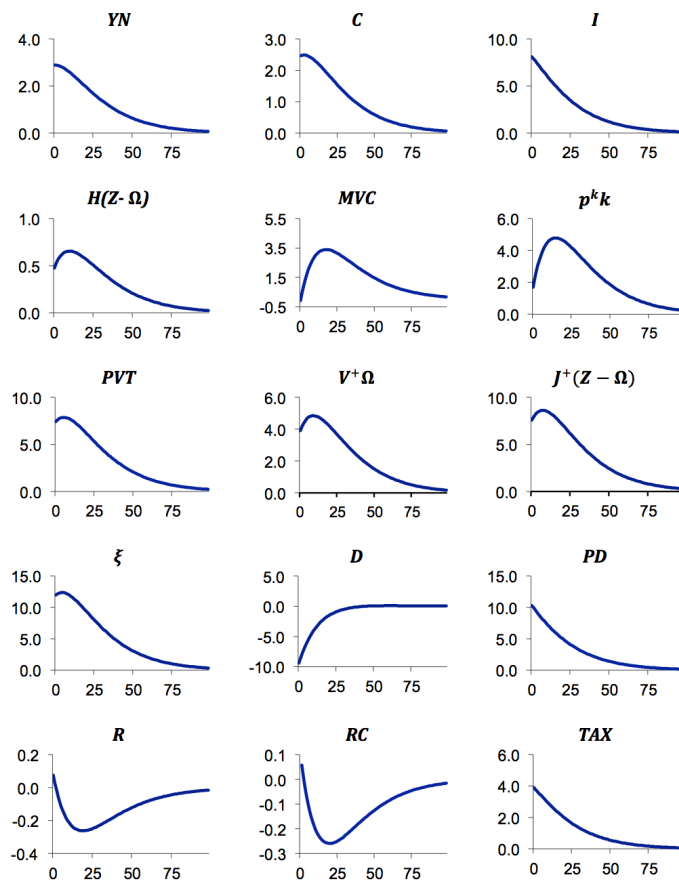 YN C I
4.0 3.0 10.0
2.0 2.0 5.0
0.0 1.0 0.0
0.0
0 25 50 75 0 25 50 75 0 25 50 75
H(Z- Ω) MVC pᵏk
1.0 5.5 6.0
0.5 3.5 4.0
0.0 1.5 2.0
-0.5 0.0
0 25 50 75 0 25 50 75 0 25 50 75
PVT V⁺Ω J⁺(Z − Ω)
10.0 6.0 10.0
5.0 4.0 5.0
0.0 2.0 0.0
0.0
0 25 50 75 0 25 50 75 0 25 50 75
ξ D PD
15.0 5.0 15.0
10.0 0.0 10.0
5.0 -5.0 5.0
0.0 -10.0 0.0
0 25 50 75 0 25 50 75 0 25 50 75
R RC TAX
0.2 0.1 6.0
0.0 0.0 4.0
-0.2 -0.1 2.0
-0.4 -0.2 0.0
-0.3
0 25 50 75 0 25 50 75 0 25 50 75